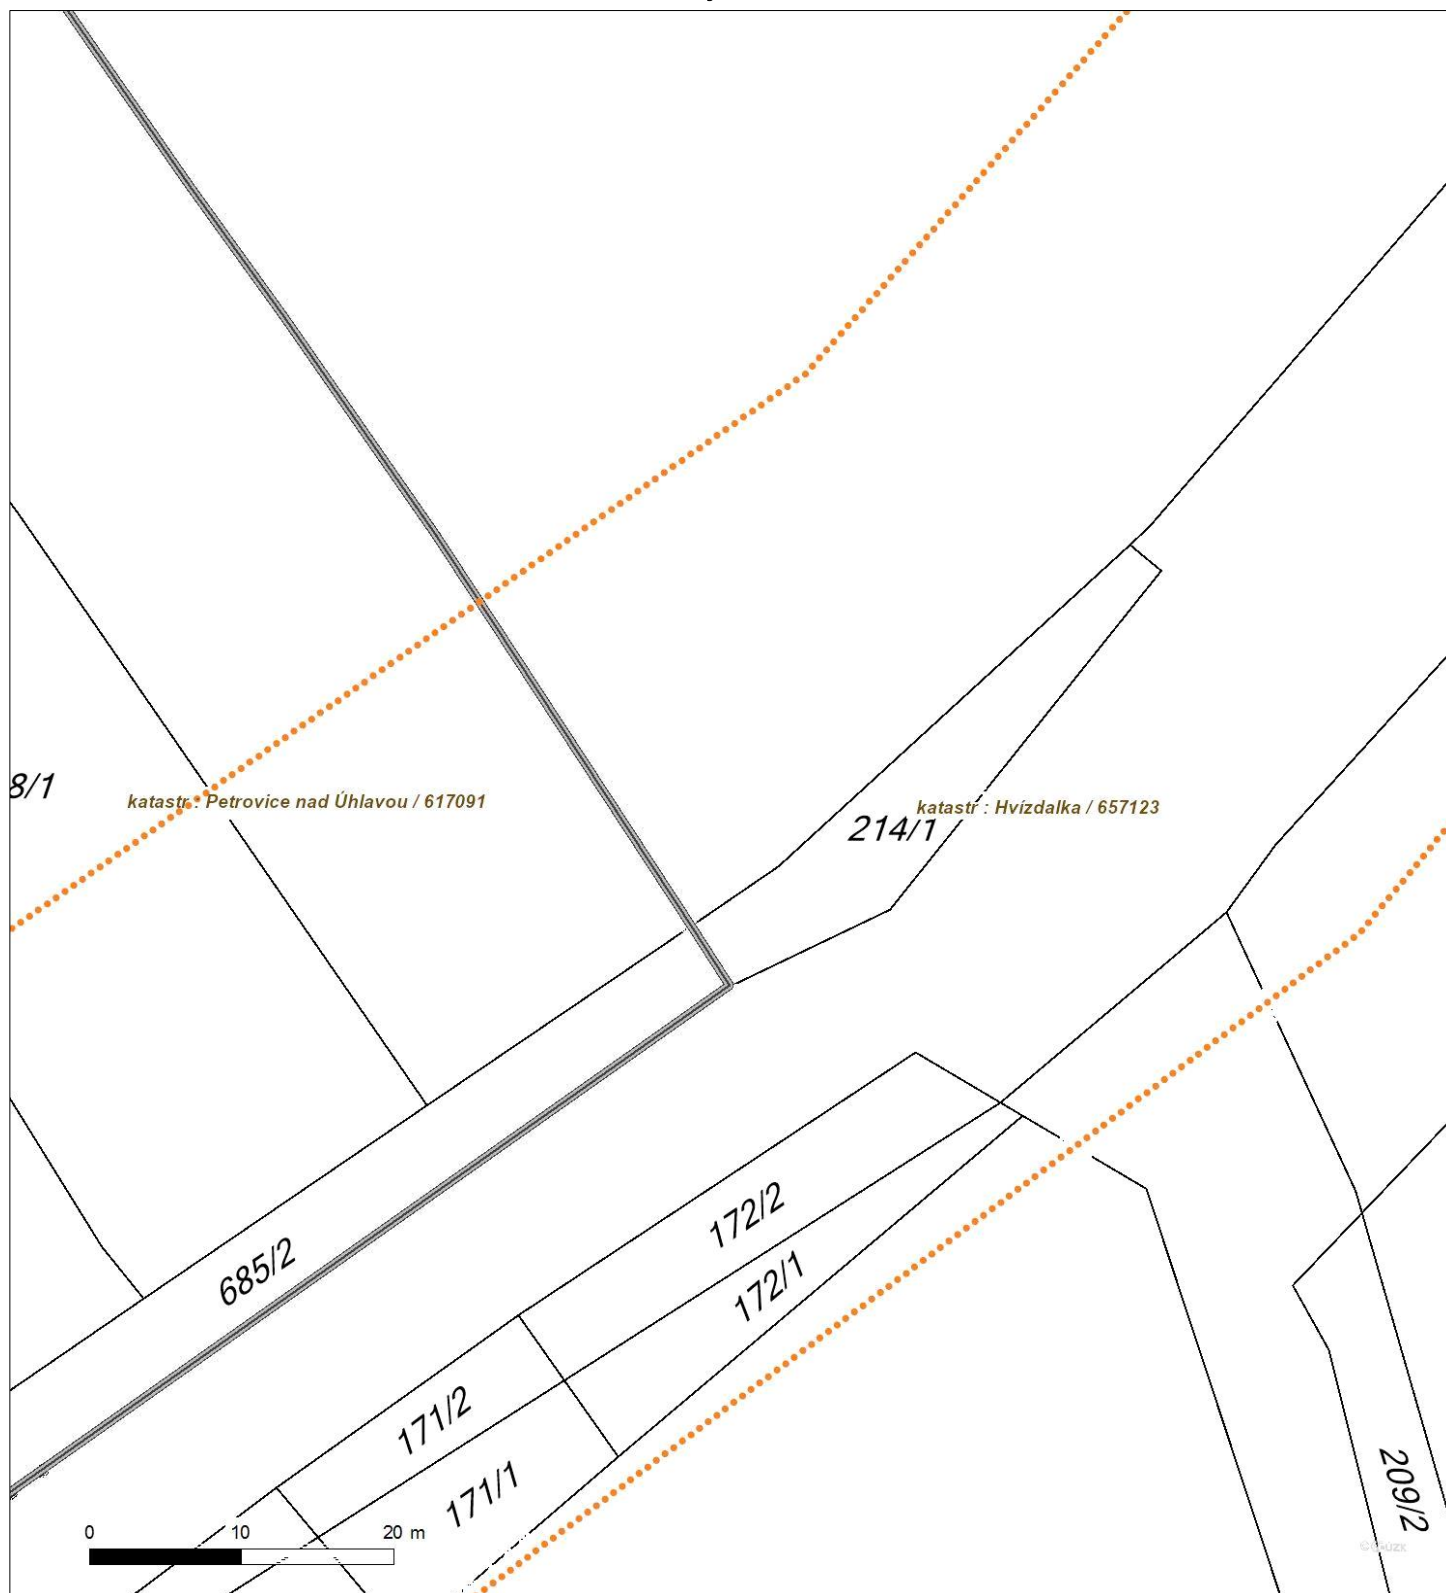 8/1
katastr : Petrovice nad Úhlavou / 617091
katastr : Hvízdalka / 657123
214/1
172/2
685/2
172/1
171/2
171/1
209/2
0 10 20 m